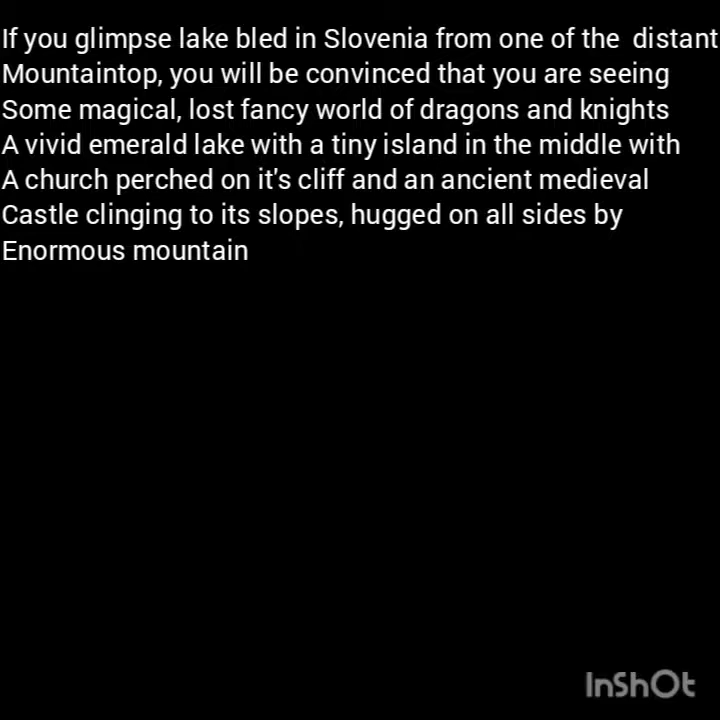 If you glimpse lake bled in Slovenia from one of the  distant
Mountaintop, you will be convinced that you are seeing
Some magical, lost fancy world of dragons and knights
A vivid emerald lake with a tiny island in the middle with
A church perched on it's cliff and an ancient medieval
Castle clinging to its slopes, hugged on all sides by
Enormous mountain
InShOt